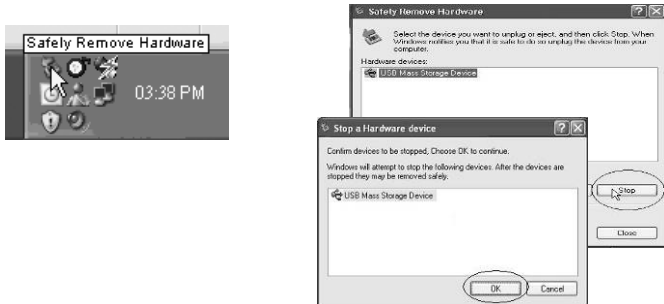 Safely Remove Hardware
03:38 PM
Safely Remove Hardware
Select the device you want to unplug or eject, and then click Stop. When
Windows notifies you that it is safe to do so unplug the device from your
computer.
Hardware devices:
USB Mass Storage Device
Stop
Close
Stop a Hardware device
Confirm devices to be stopped, Choose OK to continue.
Windows will attempt to stop the following devices. After the devices are
stopped they may be removed safely.
USB Mass Storage Device
OK
Cancel